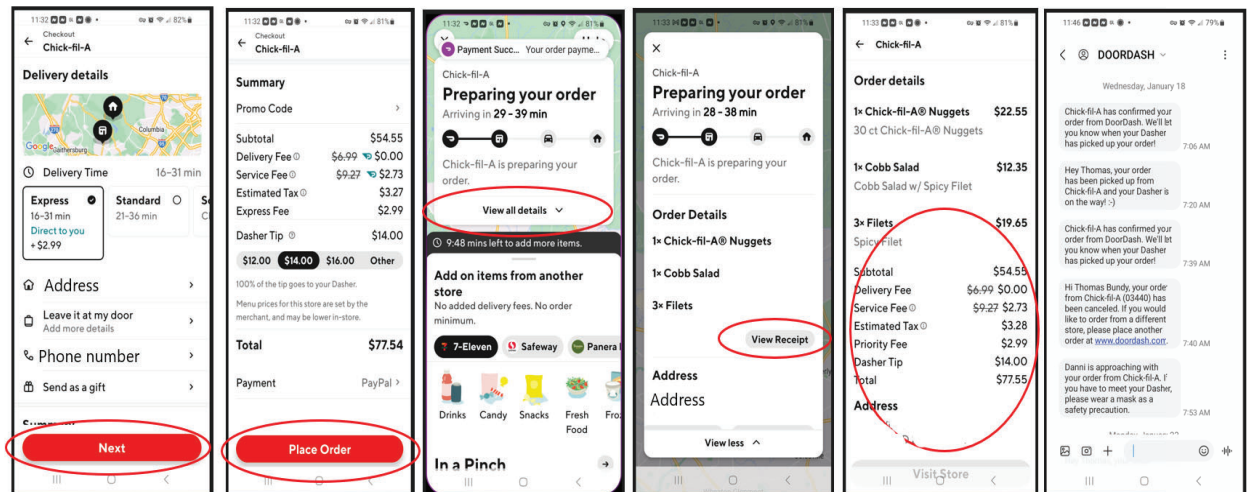 11:32
82%
Checkout
Chick-fil-A
Delivery details
Columbia
Google
Gaithersburg
Delivery Time 16-31 min
Express
16-31 min
Direct to you
+$2.99
Standard
21-36 min
Address
Leave it at my door
Add more details
Phone number
Send as a gift
Summary
Next
11:32
81%
Checkout
Chick-fil-A
Summary
Promo Code
Subtotal $54.55
Delivery Fee $6.99 $0.00
Service Fee $9.27 $2.73
Estimated Tax $3.27
Express Fee $2.99
Dasher Tip $14.00
$12.00 $14.00 $16.00 Other
100% of the tip goes to your Dasher.
Menu prices for this store are set by the
merchant, and may be lower in-store.
Total $77.54
Payment PayPal
Place Order
11:32
81%
Payment Succ... Your order payme...
Chick-fil-A
Preparing your order
Arriving in 29 - 39 min
Chick-fil-A is preparing your
order.
View all details
9:48 mins left to add more items.
Add on items from another
store
No added delivery fees. No order
minimum.
7-Eleven Safeway Panera
Drinks Candy Snacks Fresh
Food
In a Pinch
11:33
81%
Chick-fil-A
Preparing your order
Arriving in 28 - 38 min
Chick-fil-A is preparing your
order.
Order Details
1× Chick-fil-A® Nuggets
1× Cobb Salad
3× Filets
View Receipt
Address
Address
View less
11:33
81%
Chick-fil-A
Order details
1× Chick-fil-A® Nuggets $22.55
30 ct Chick-fil-A® Nuggets
1× Cobb Salad $12.35
Cobb Salad w/ Spicy Filet
3× Filets $19.65
Spicy Filet
Subtotal $54.55
Delivery Fee $6.99 $0.00
Service Fee $9.27 $2.73
Estimated Tax $3.28
Priority Fee $2.99
Dasher Tip $14.00
Total $77.55
Address
Visit Store
11:46
79%
DOORDASH
Wednesday, January 18
Chick-fil-A has confirmed your
order from DoorDash. We'll let
you know when your Dasher
has picked up your order!
7:06 AM
Hey Thomas, your order
has been picked up from
Chick-fil-A and your Dasher is
on the way! :-)
7:20 AM
Chick-fil-A has confirmed your
order from DoorDash. We'll let
you know when your Dasher
has picked up your order!
7:39 AM
Hi Thomas Bundy, your order
from Chick-fil-A (03440) has
been canceled. If you would
like to order from a different
store, please place another
order at www.doordash.com.
7:40 AM
Danni is approaching with
your order from Chick-fil-A. If
you have to meet your Dasher,
please wear a mask as a
safety precaution.
7:53 AM